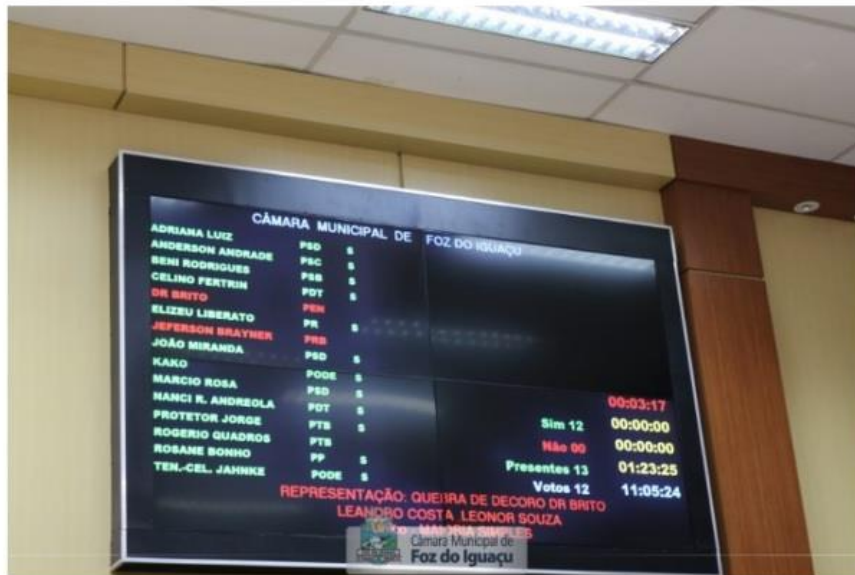 CÂMARA MUNICIPAL DE FOZ DO IGUAÇU
ADRIANA LUIZ PSD S
ANDERSON ANDRADE PSC S
BENI RODRIGUES PSB S
CELINO FERTRIN PDT S
DR BRITO PEN
ELIZEU LIBERATO PR S
JEFERSON BRAYNER PRB
JOÃO MIRANDA PSD S
KAKO PODE S
MARCIO ROSA PSD S
NANCI R. ANDREOLA PDT S
PROTETOR JORGE PTB S
ROGERIO QUADROS PTB
ROSANE BONHO PP S
TEN.-CEL. JAHNKE PODE S
00:03:17
Sim 12 00:00:00
Não 00 00:00:00
Presentes 13 01:23:25
Votos 12 11:05:24
REPRESENTAÇÃO: QUEBRA DE DECORO DR BRITO
LEANDRO COSTA LEONOR SOUZA
- MAIORIA SIMPLES
Câmara Municipal de
Foz do Iguaçu